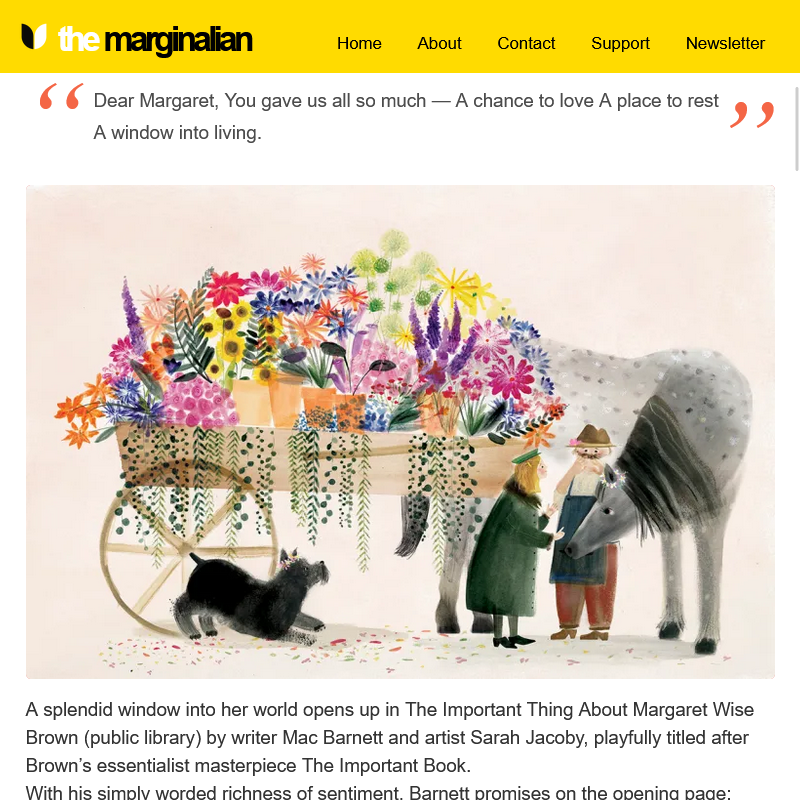 the marginalian
Home About Contact Support Newsletter
“ Dear Margaret, You gave us all so much — A chance to love A place to rest ”
A window into living.
A splendid window into her world opens up in The Important Thing About Margaret Wise
Brown (public library) by writer Mac Barnett and artist Sarah Jacoby, playfully titled after
Brown’s essentialist masterpiece The Important Book.
With his simply worded richness of sentiment, Barnett promises on the opening page: